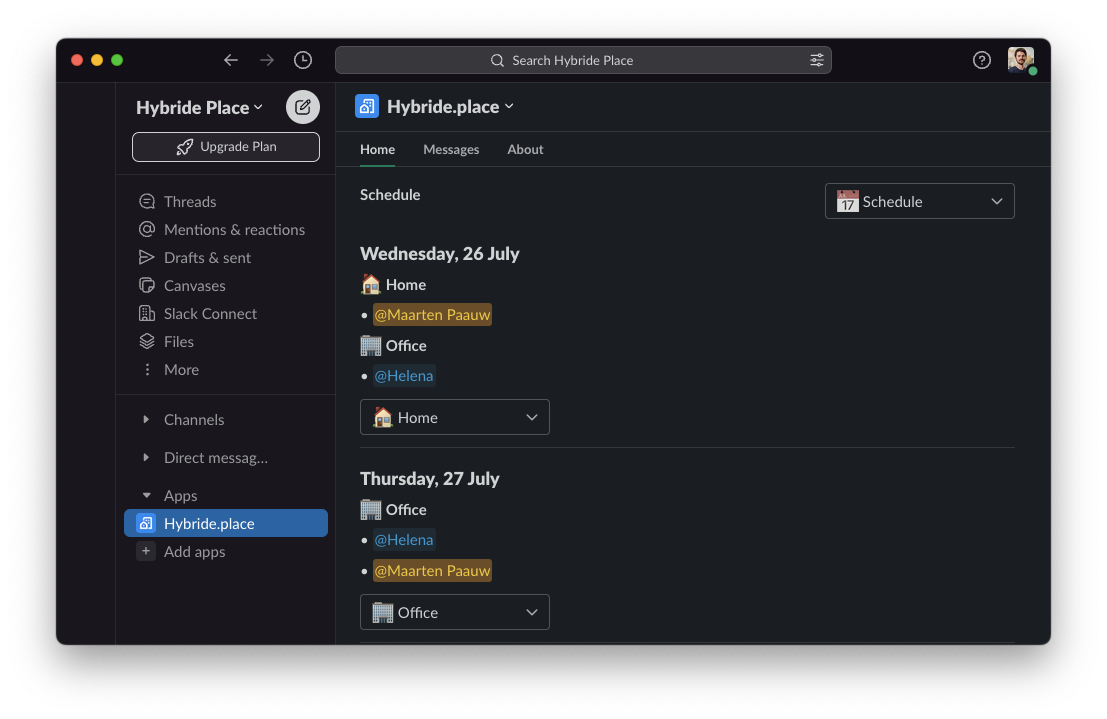 Search Hybride Place
Hybride Place
Upgrade Plan
Threads
Mentions & reactions
Drafts & sent
Canvases
Slack Connect
Files
More
Channels
Direct messag...
Apps
Hybride.place
Add apps
Hybride.place
Home Messages About
Schedule
17 Schedule
Wednesday, 26 July
Home
• @Maarten Paauw
Office
• @Helena
Home
Thursday, 27 July
Office
• @Helena
• @Maarten Paauw
Office